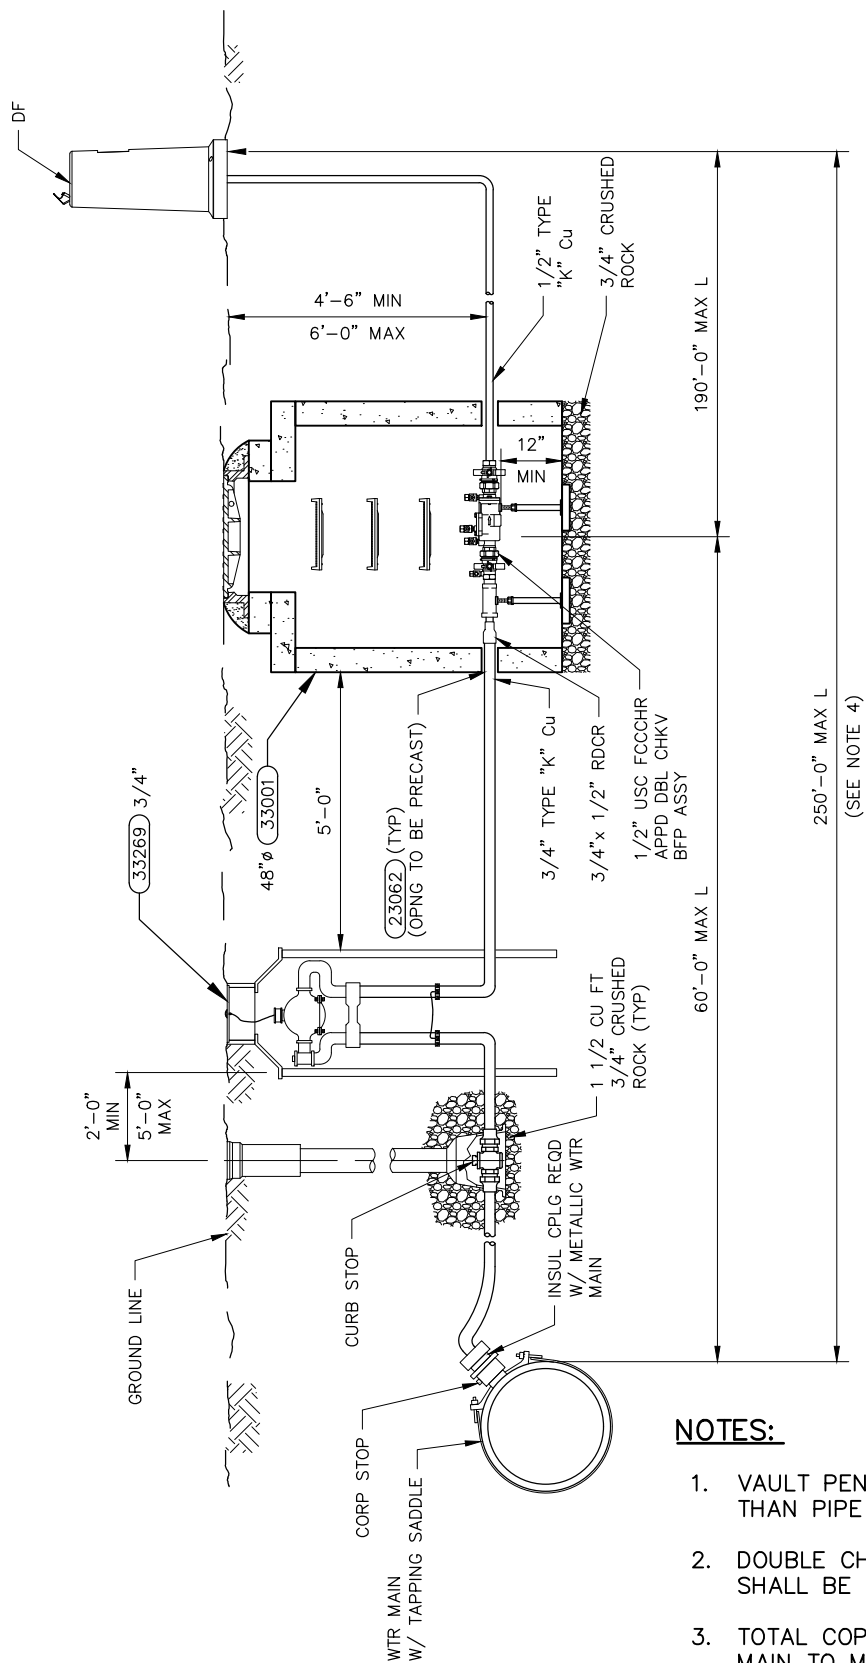 DF
4'-6" MIN
6'-0" MAX
1/2" TYPE
"K" Cu
3/4" CRUSHED
ROCK
190'-0" MAX L
12"
MIN
33269 3/4"
48"ø 33001
5'-0"
23062 (TYP)
(OPNG TO BE PRECAST)
3/4" TYPE "K" Cu
3/4"x 1/2" RDCR
1/2" USC FCCCHR
APPD DBL CHKV
BFP ASSY
250'-0" MAX L
(SEE NOTE 4)
60'-0" MAX L
2'-0"
MIN
5'-0"
MAX
1 1/2 CU FT
3/4" CRUSHED
ROCK (TYP)
GROUND LINE
CURB STOP
INSUL CPLG REQD
W/ METALLIC WTR
MAIN
CORP STOP
WTR MAIN
W/ TAPPING SADDLE
NOTES:
1. VAULT PEN
THAN PIPE
2. DOUBLE CH
SHALL BE
3. TOTAL COP
MAIN TO M